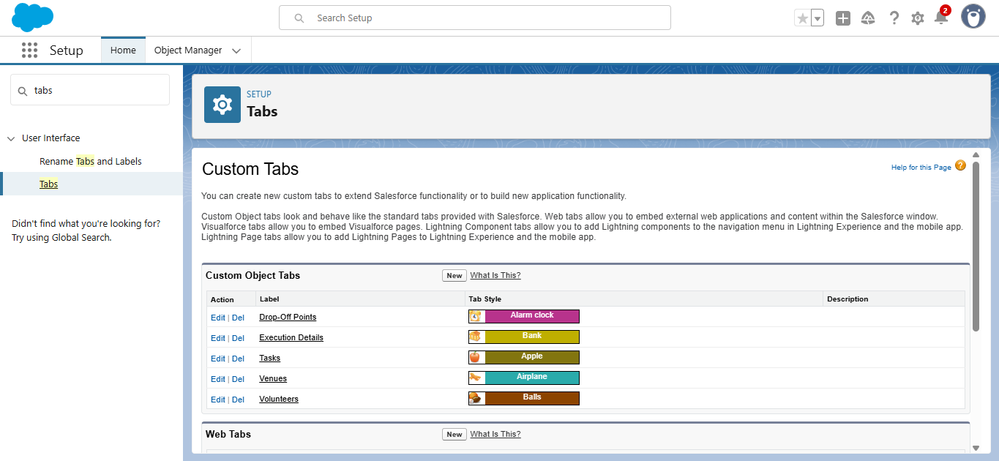 Search Setup
2
Setup
Home
Object Manager
tabs
User Interface
Rename Tabs and Labels
Tabs
Didn't find what you're looking for?
Try using Global Search.
SETUP
Tabs
Custom Tabs
Help for this Page ?
You can create new custom tabs to extend Salesforce functionality or to build new application functionality.
Custom Object tabs look and behave like the standard tabs provided with Salesforce. Web tabs allow you to embed external web applications and content within the Salesforce window.
Visualforce tabs allow you to embed Visualforce pages. Lightning Component tabs allow you to add Lightning components to the navigation menu in Lightning Experience and the mobile app.
Lightning Page tabs allow you to add Lightning Pages to Lightning Experience and the mobile app.
Custom Object Tabs New What Is This?
Action Label Tab Style Description
Edit | Del Drop-Off Points Alarm clock
Edit | Del Execution Details Bank
Edit | Del Tasks Apple
Edit | Del Venues Airplane
Edit | Del Volunteers Balls
Web Tabs New What Is This?